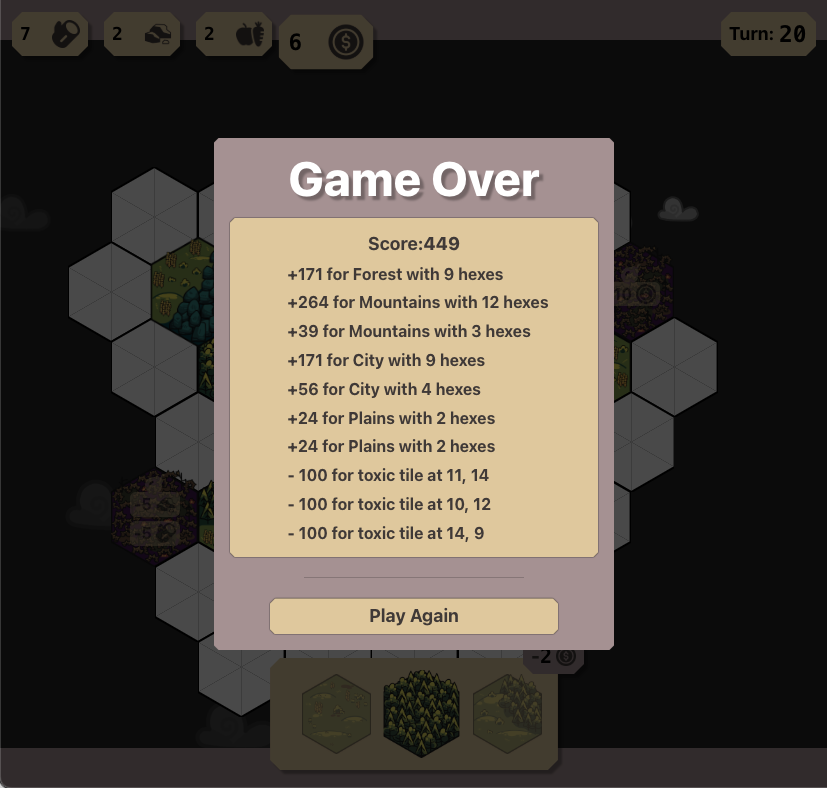 7
2
2
6
Turn: 20
Game Over
Score:449
+171 for Forest with 9 hexes
+264 for Mountains with 12 hexes
+39 for Mountains with 3 hexes
+171 for City with 9 hexes
+56 for City with 4 hexes
+24 for Plains with 2 hexes
+24 for Plains with 2 hexes
- 100 for toxic tile at 11, 14
- 100 for toxic tile at 10, 12
- 100 for toxic tile at 14, 9
10
-5
-5
Play Again
-2